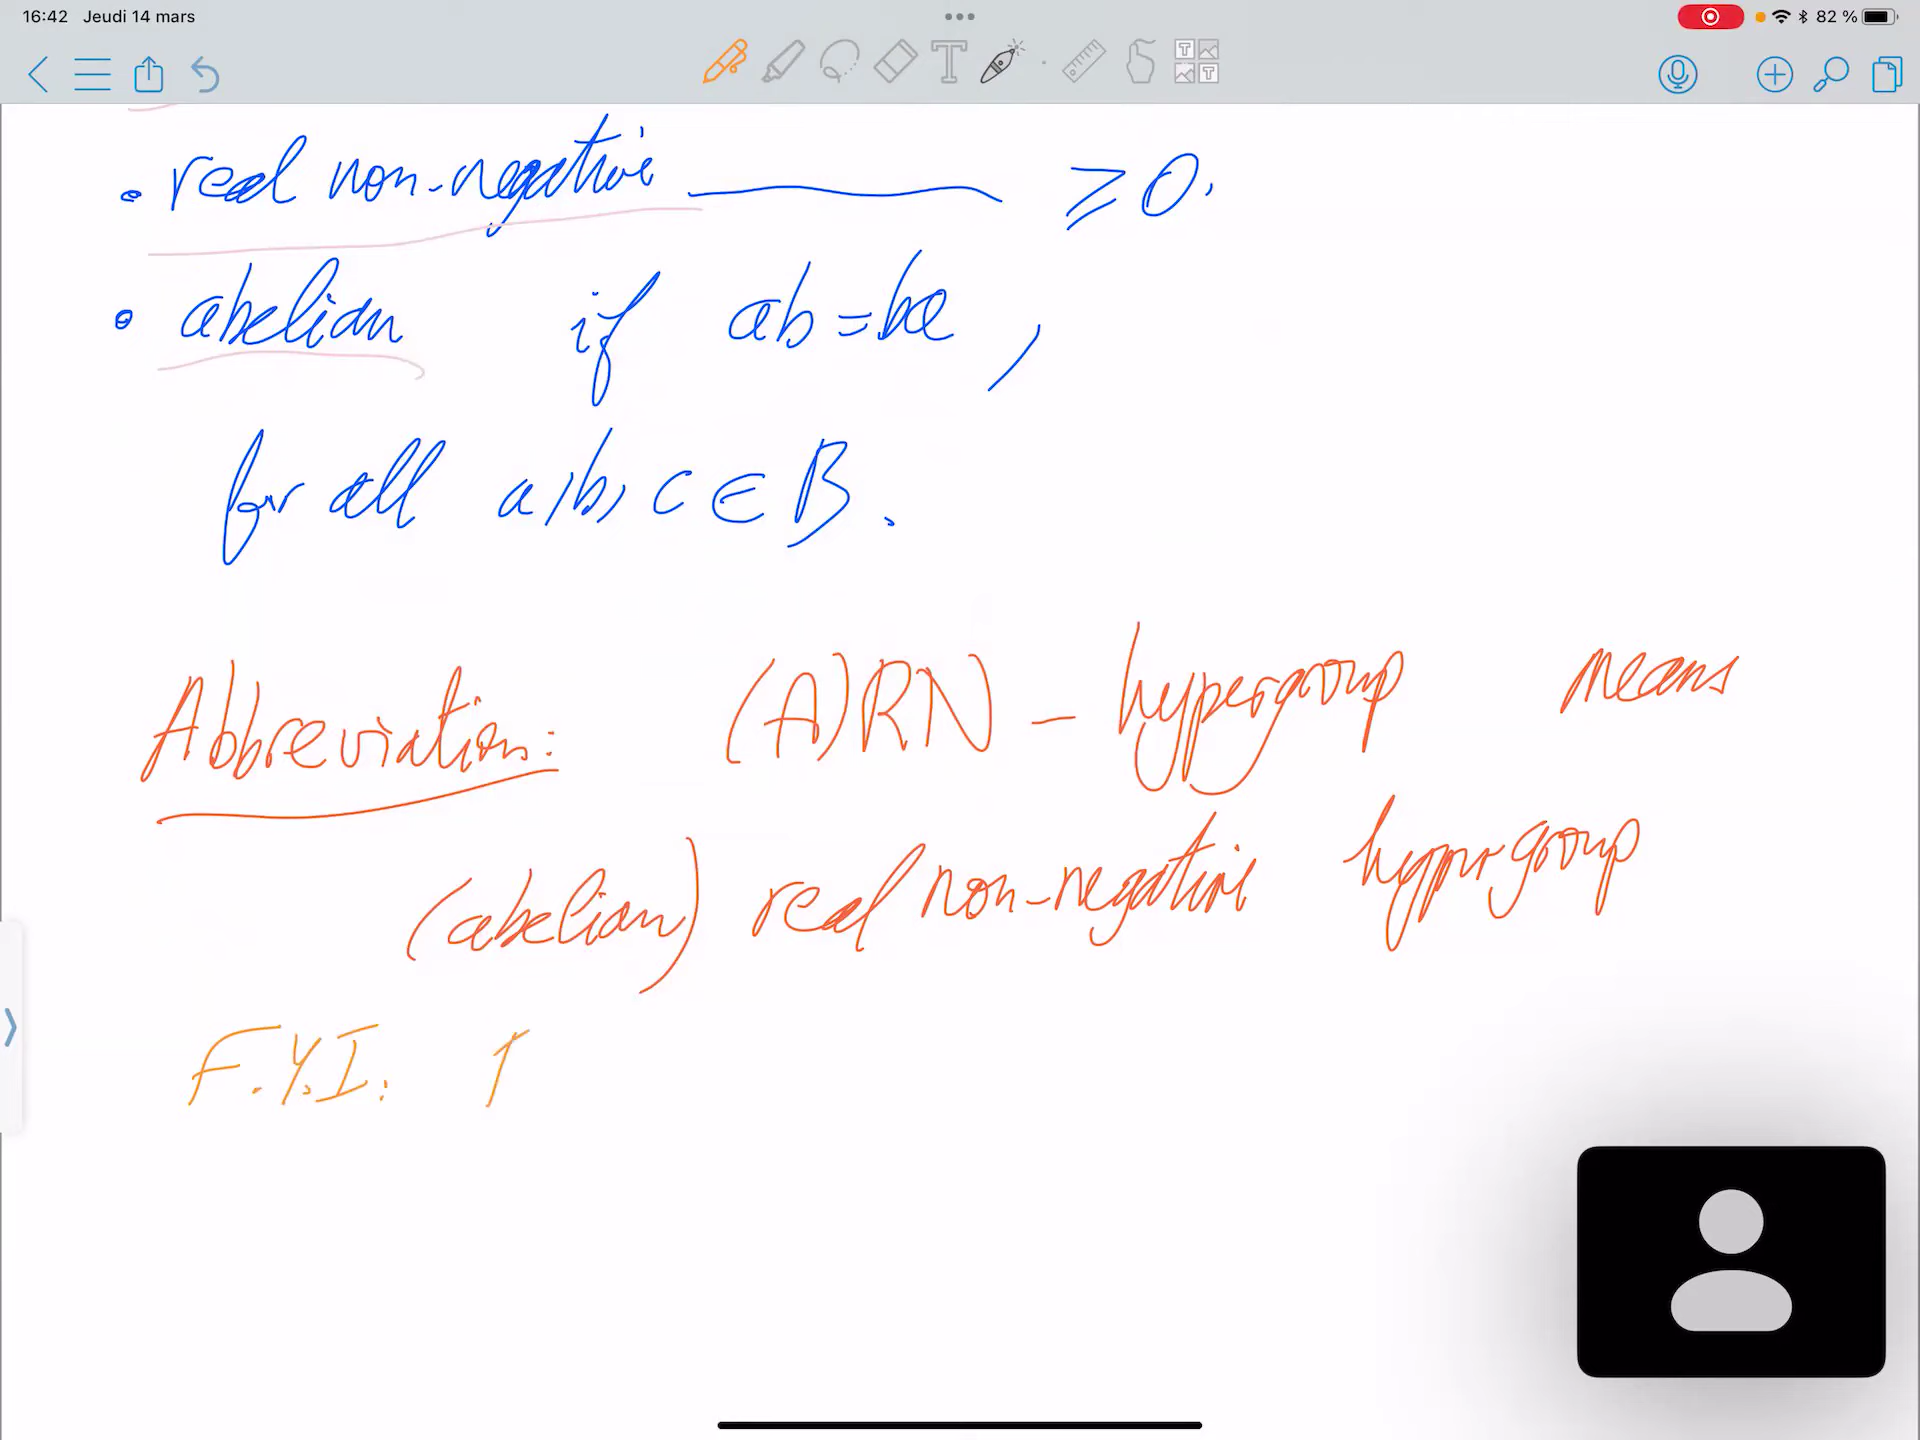 16:42 Jeudi 14 mars
82 %
• real non-negative ——— ≥ 0.
• abelian if ab = ba,
for all a, b, c ∈ B.
Abbreviation: (A)RN - hypergroup means
(abelian) real non-negative hypergroup
F.Y.I: